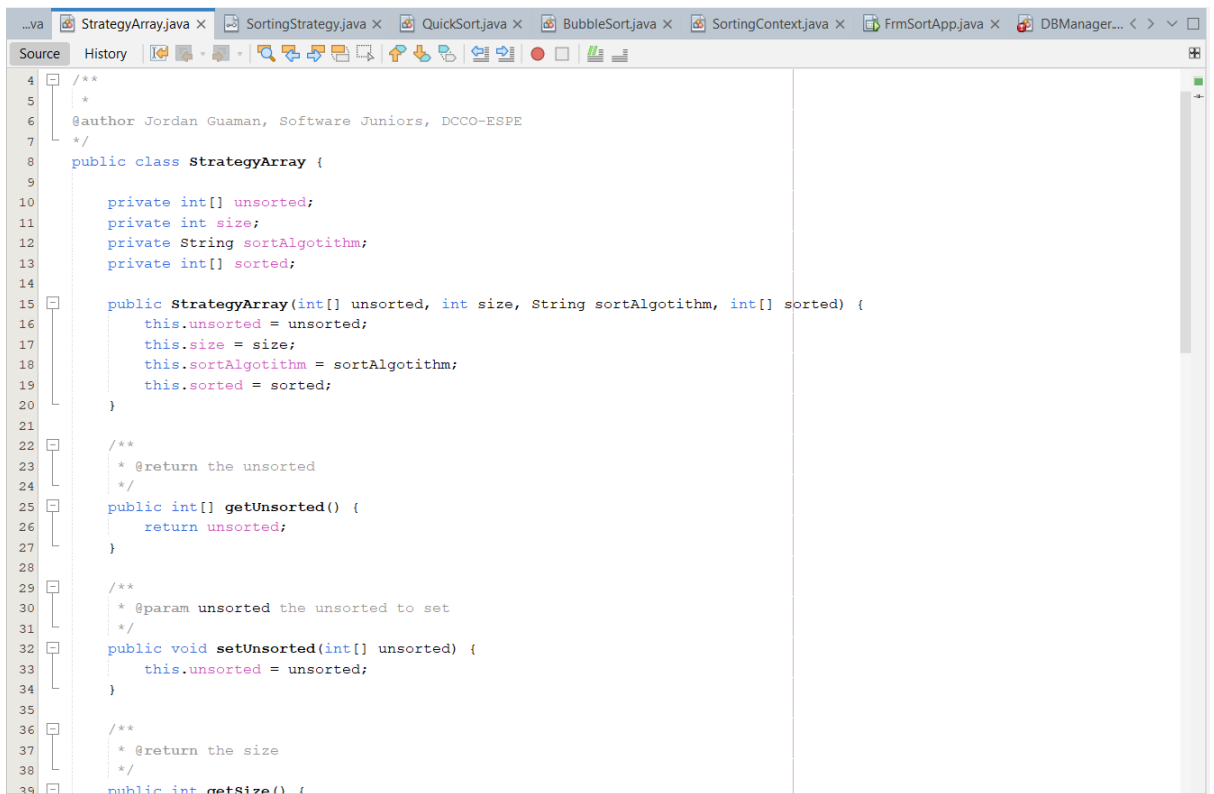 ...va StrategyArray.java × SortingStrategy.java × QuickSort.java × BubbleSort.java × SortingContext.java × FrmSortApp.java × DBManager....
Source History
4 /**
5 *
6 @author Jordan Guaman, Software Juniors, DCCO-ESPE
7 */
8 public class StrategyArray {
9
10 private int[] unsorted;
11 private int size;
12 private String sortAlgotithm;
13 private int[] sorted;
14
15 public StrategyArray(int[] unsorted, int size, String sortAlgotithm, int[] sorted) {
16 this.unsorted = unsorted;
17 this.size = size;
18 this.sortAlgotithm = sortAlgotithm;
19 this.sorted = sorted;
20 }
21
22 /**
23 * @return the unsorted
24 */
25 public int[] getUnsorted() {
26 return unsorted;
27 }
28
29 /**
30 * @param unsorted the unsorted to set
31 */
32 public void setUnsorted(int[] unsorted) {
33 this.unsorted = unsorted;
34 }
35
36 /**
37 * @return the size
38 */
39 public int getSize() {